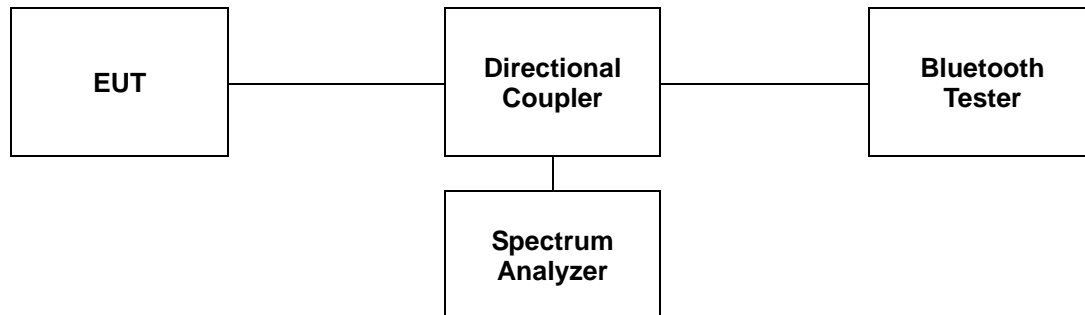 EUT
Directional
Coupler
Bluetooth
Tester
Spectrum
Analyzer